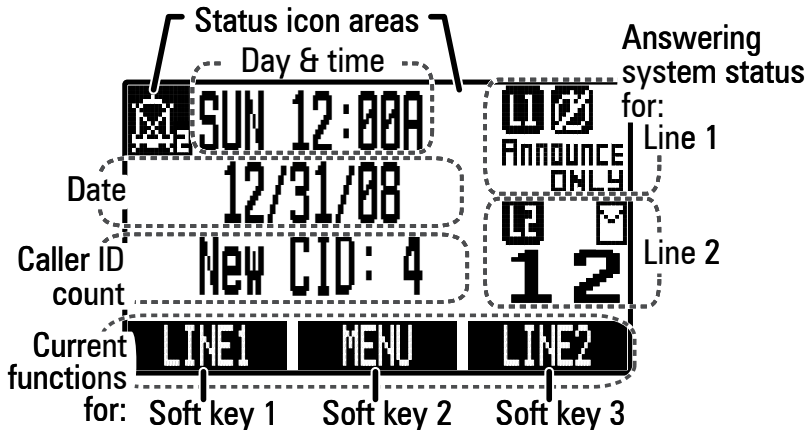 Status icon areas
Day & time
Answering
system status
for:
SUN 12:00A
L1
Line 1
ANNOUNCE
ONLY
Date
12/31/08
L2
Line 2
12
Caller ID
count
New CID: 4
Current
functions
for:
LINE1
MENU
LINE2
Soft key 1
Soft key 2
Soft key 3